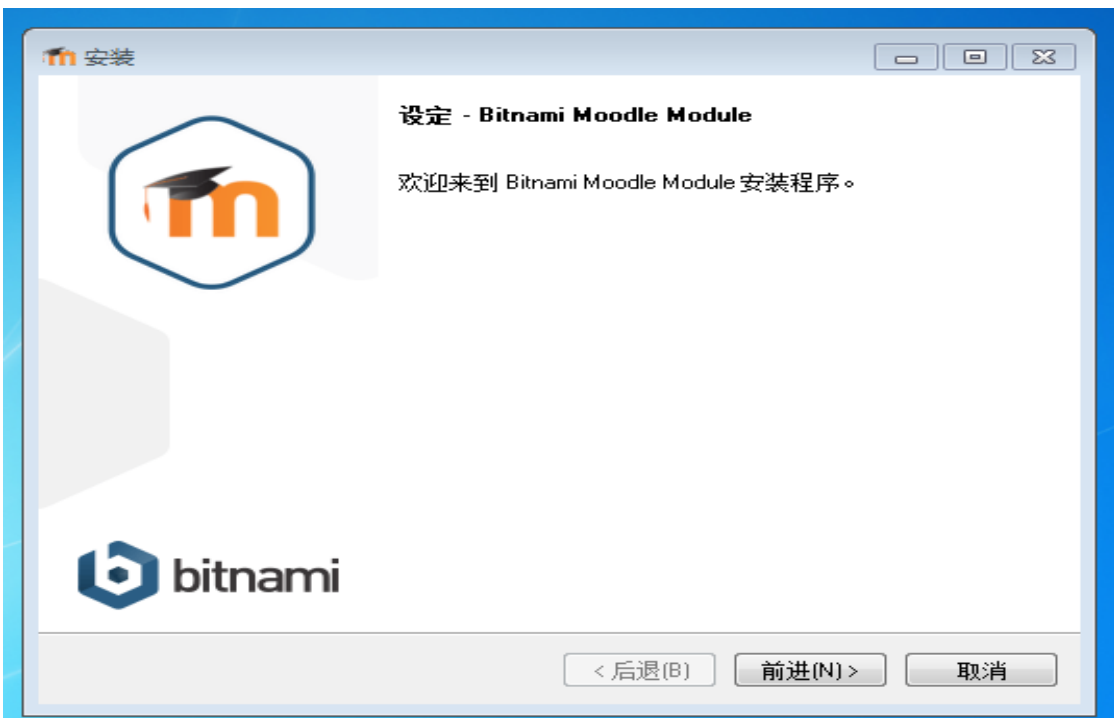 安装
设定 - Bitnami Moodle Module
欢迎来到 Bitnami Moodle Module 安装程序。
m
bitnami
< 后退(B)
前进(N) >
取消